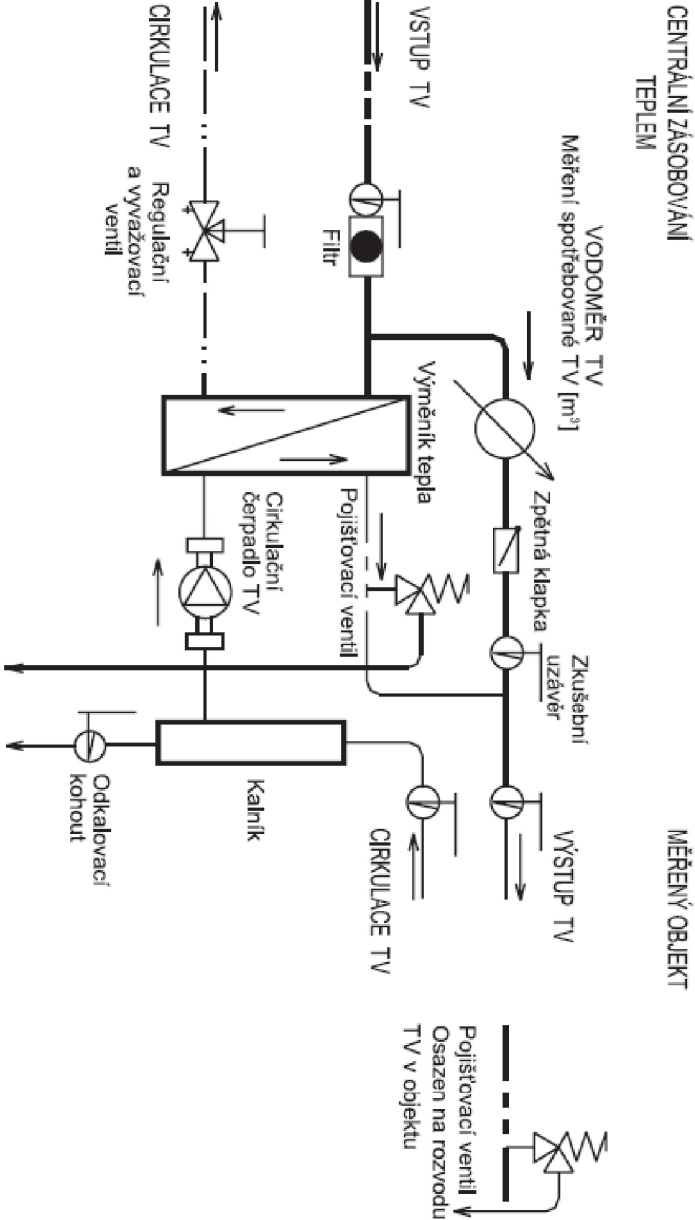 CENTRÁLNÍ ZÁSOBOVÁNÍ
TEPLEM
MĚŘENÝ OBJEKT
VODOMĚR TV
Měření spotřebované TV [m³]
Zpětná klapka
Zkušební
uzávěr
VÝSTUP TV
VSTUP TV
Filtr
Výměník tepla
Pojišťovací ventil
CIRKULACE TV
CIRKULACE TV
Regulační
a vyvažovací
ventil
Cirkulační
čerpadlo TV
Kalník
Odkalovací
kohout
Pojišťovací ventil
Osazen na rozvodu
TV v objektu